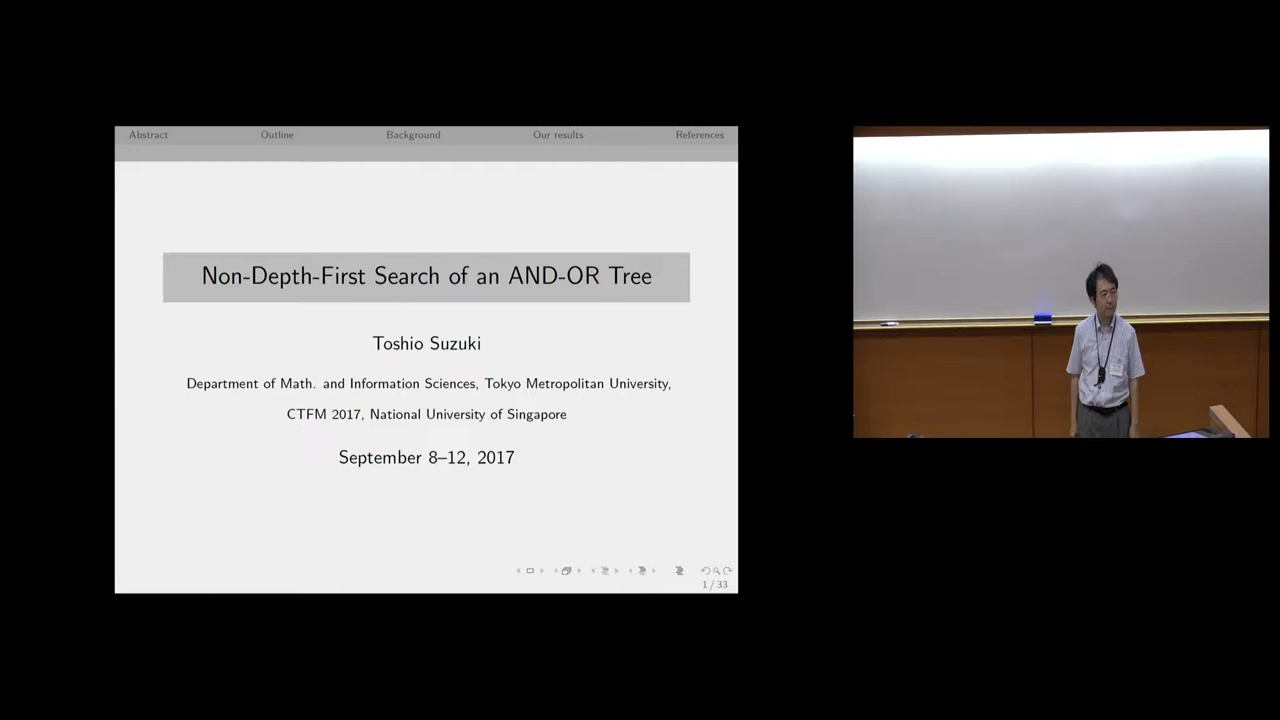 Abstract
Outline
Background
Our results
References
Non-Depth-First Search of an AND-OR Tree
Toshio Suzuki
Department of Math. and Information Sciences, Tokyo Metropolitan University,
CTFM 2017, National University of Singapore
September 8–12, 2017
1 / 33